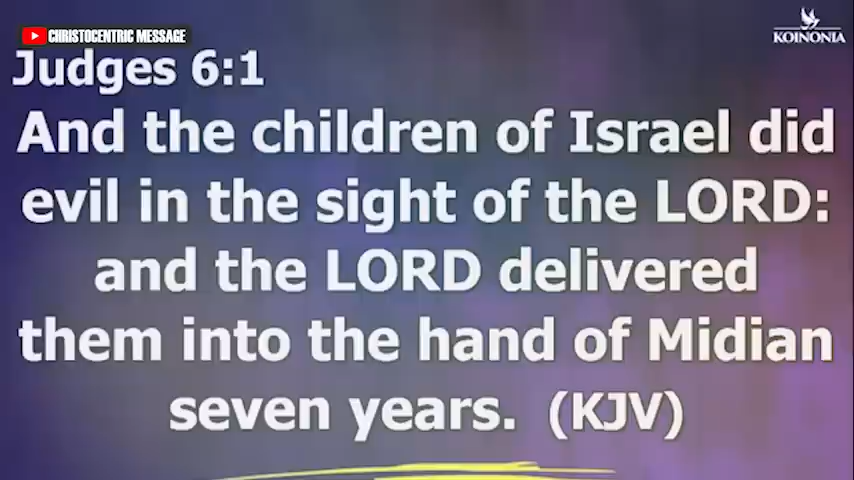 CHRISTOCENTRIC MESSAGE
KOINONIA
Judges 6:1
And the children of Israel did
evil in the sight of the LORD:
and the LORD delivered
them into the hand of Midian
seven years. (KJV)